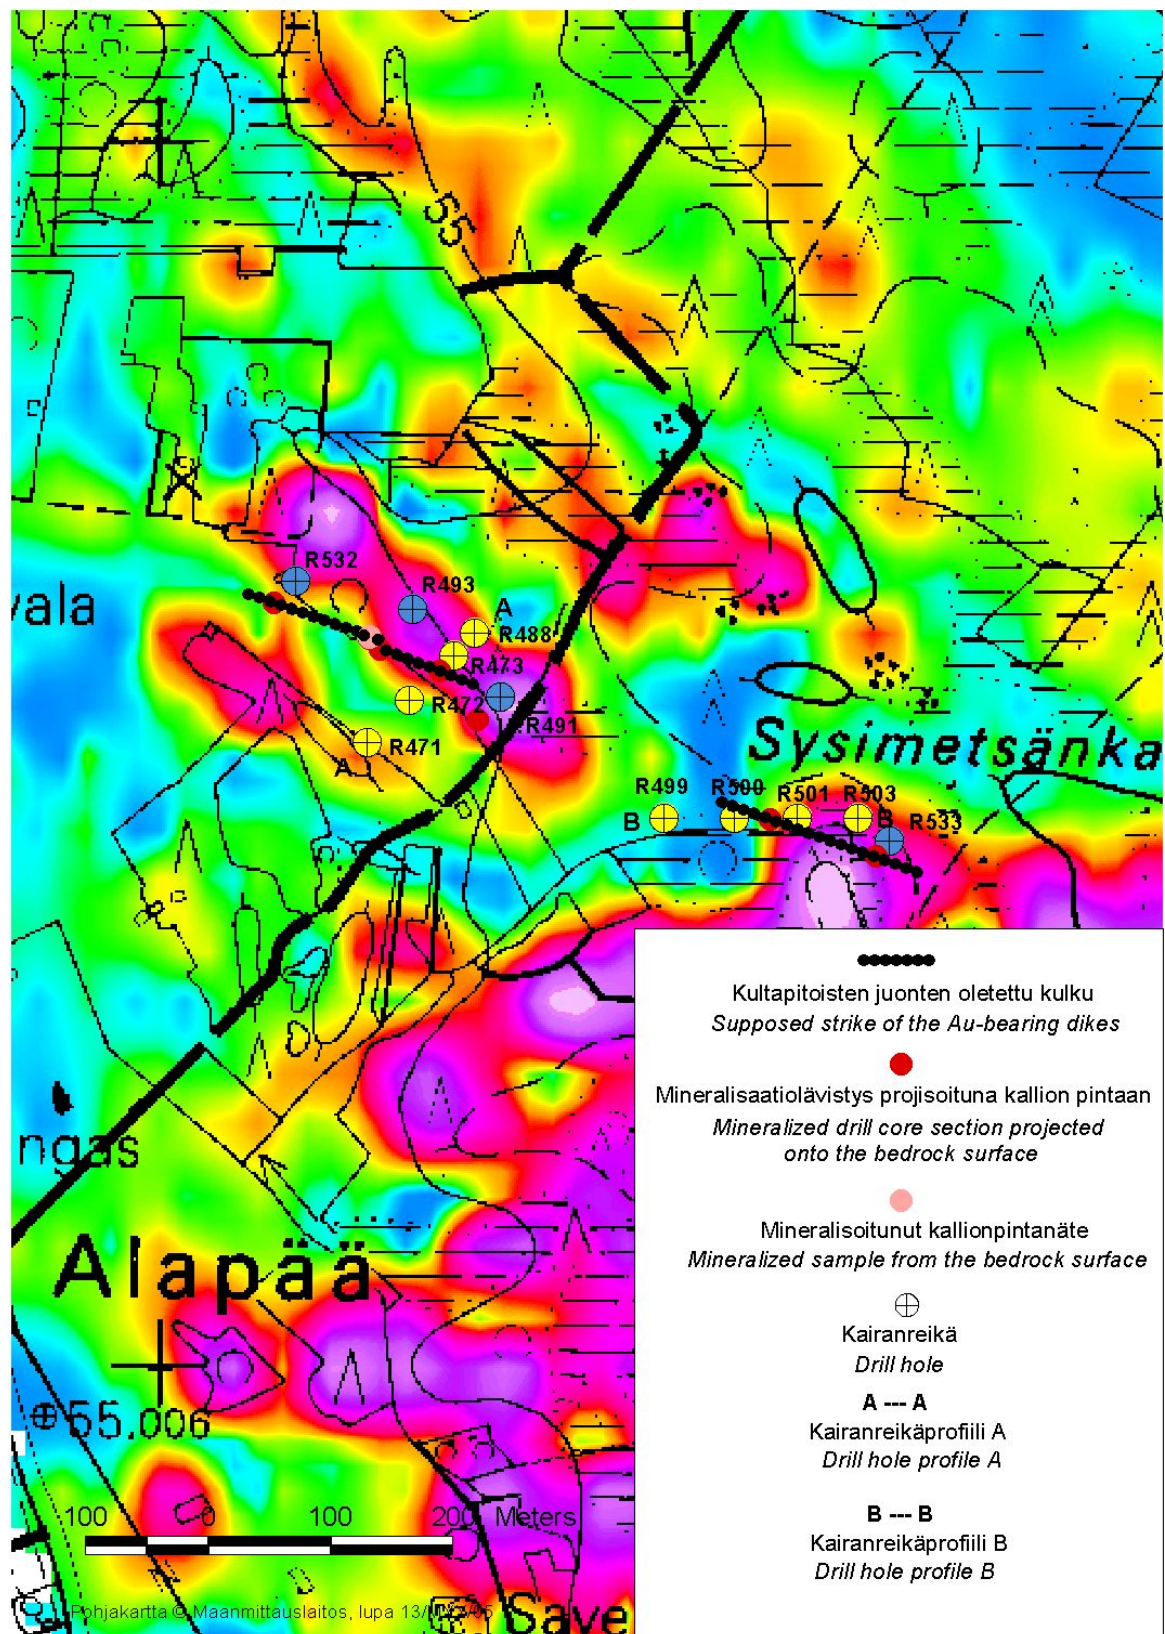 55
vala
R532
R493
A
R488
R473
R472
R491
R471
A
Sysimetsänka
R499
R500
R501
R503
B
B
R533
Kultapitoisten juonten oletettu kulku
Supposed strike of the Au-bearing dikes
Mineralisaatiolävistys projisoituna kallion pintaan
Mineralized drill core section projected
onto the bedrock surface
Mineralisoitunut kallionpintanäte
Mineralized sample from the bedrock surface
Kairanreikä
Drill hole
A --- A
Kairanreikäprofiili A
Drill hole profile A
B --- B
Kairanreikäprofiili B
Drill hole profile B
ngas
Alapää
55.006
100 0 100 200 Meters
Pohjakartta © Maanmittauslaitos, lupa
Save